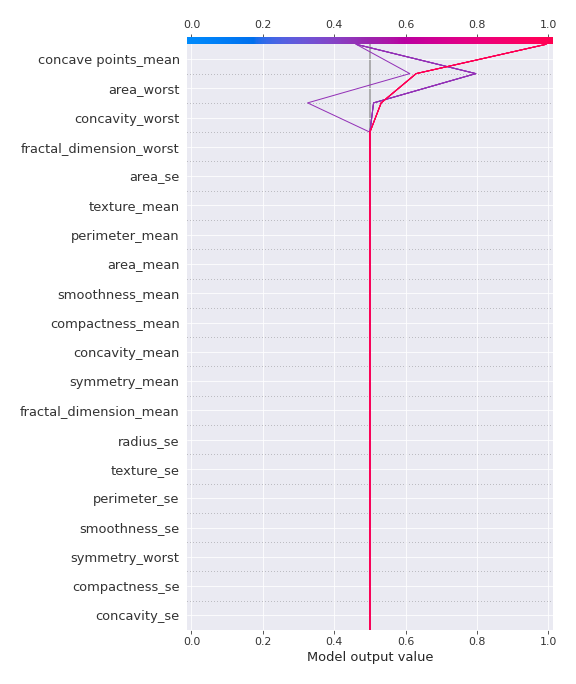 0.0 0.2 0.4 0.6 0.8 1.0
concave points_mean
area_worst
concavity_worst
fractal_dimension_worst
area_se
texture_mean
perimeter_mean
area_mean
smoothness_mean
compactness_mean
concavity_mean
symmetry_mean
fractal_dimension_mean
radius_se
texture_se
perimeter_se
smoothness_se
symmetry_worst
compactness_se
concavity_se
0.0 0.2 0.4 0.6 0.8 1.0
Model output value